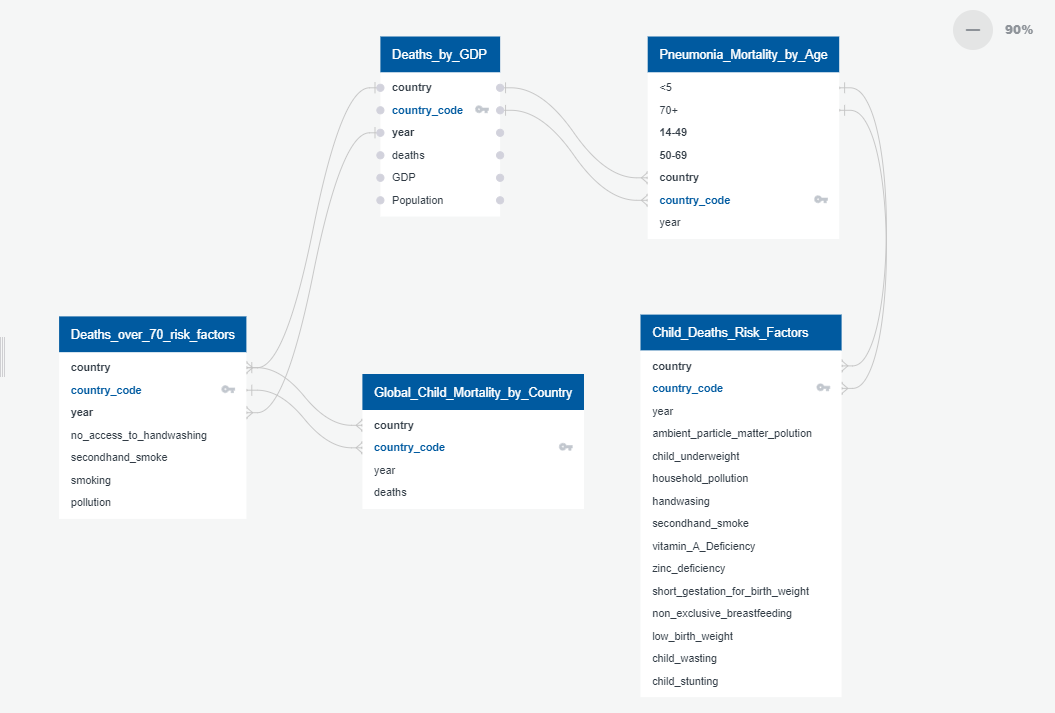 90%
Deaths_by_GDP
country
country_code
year
deaths
GDP
Population
Pneumonia_Mortality_by_Age
<5
70+
14-49
50-69
country
country_code
year
Deaths_over_70_risk_factors
country
country_code
year
no_access_to_handwashing
secondhand_smoke
smoking
pollution
Global_Child_Mortality_by_Country
country
country_code
year
deaths
Child_Deaths_Risk_Factors
country
country_code
year
ambient_particle_matter_polution
child_underweight
household_pollution
handwasing
secondhand_smoke
vitamin_A_Deficiency
zinc_deficiency
short_gestation_for_birth_weight
non_exclusive_breastfeeding
low_birth_weight
child_wasting
child_stunting